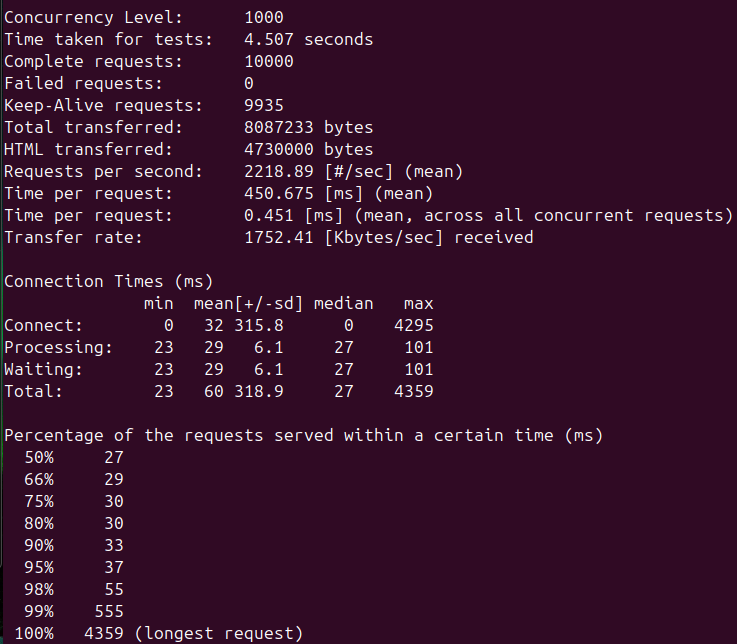 Concurrency Level:      1000
Time taken for tests:   4.507 seconds
Complete requests:      10000
Failed requests:        0
Keep-Alive requests:    9935
Total transferred:      8087233 bytes
HTML transferred:       4730000 bytes
Requests per second:    2218.89 [#/sec] (mean)
Time per request:       450.675 [ms] (mean)
Time per request:       0.451 [ms] (mean, across all concurrent requests)
Transfer rate:          1752.41 [Kbytes/sec] received

Connection Times (ms)
              min  mean[+/-sd] median   max
Connect:        0   32 315.8      0    4295
Processing:    23   29   6.1     27     101
Waiting:       23   29   6.1     27     101
Total:         23   60 318.9     27    4359

Percentage of the requests served within a certain time (ms)
  50%     27
  66%     29
  75%     30
  80%     30
  90%     33
  95%     37
  98%     55
  99%    555
 100%   4359 (longest request)